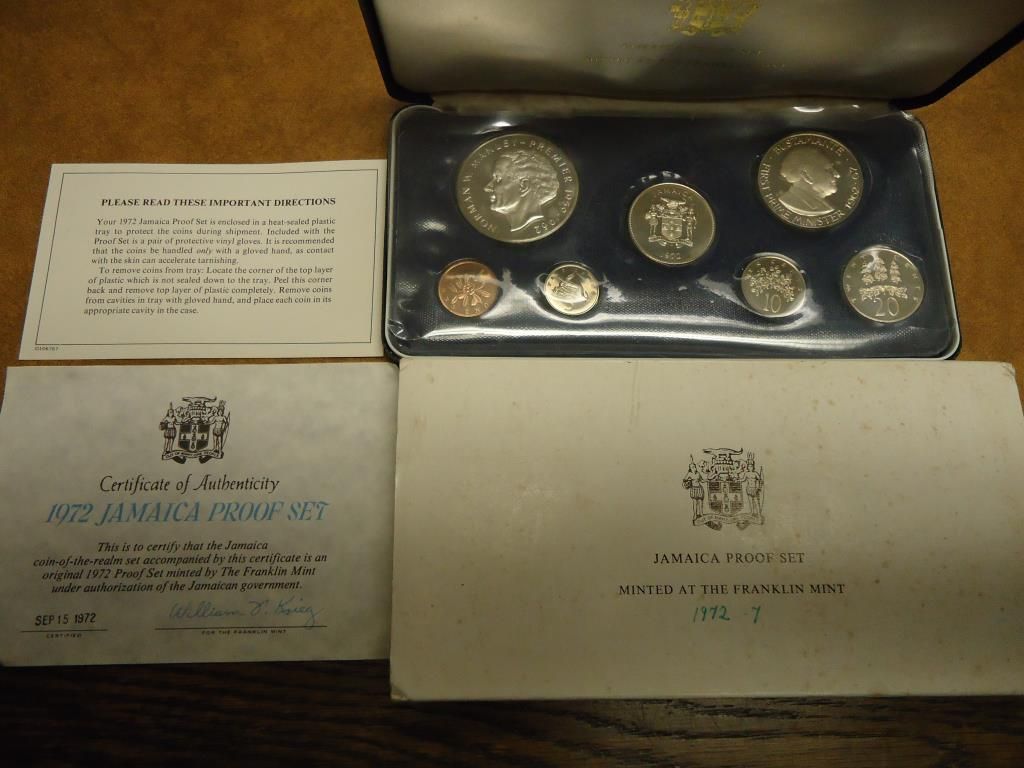 NORMAN W. MANLEY - PREMIER 1959-1962
JAMAICA
1972
BUSTAMANTE
FIRST PRIME MINISTER 1962-67
10
20
PLEASE READ THESE IMPORTANT DIRECTIONS
Your 1972 Jamaica Proof Set is enclosed in a heat-sealed plastic
tray to protect the coins during shipment. Included with the
Proof Set is a pair of protective vinyl gloves. It is recommended
that the coins be handled only with a gloved hand, as contact
with the skin can accelerate tarnishing.
To remove coins from tray: Locate the corner of the top layer
of plastic which is not sealed down to the tray. Peel this corner
back and remove top layer of plastic completely. Remove coins
from cavities in tray with gloved hand, and place each coin in its
appropriate cavity in the case.
Certificate of Authenticity
1972 JAMAICA PROOF SET
This is to certify that the Jamaica
coin-of-the-realm set accompanied by this certificate is an
original 1972 Proof Set minted by The Franklin Mint
under authorization of the Jamaican government.
SEP 15 1972
CERTIFIED
FOR THE FRANKLIN MINT
JAMAICA PROOF SET
MINTED AT THE FRANKLIN MINT
1972 -7